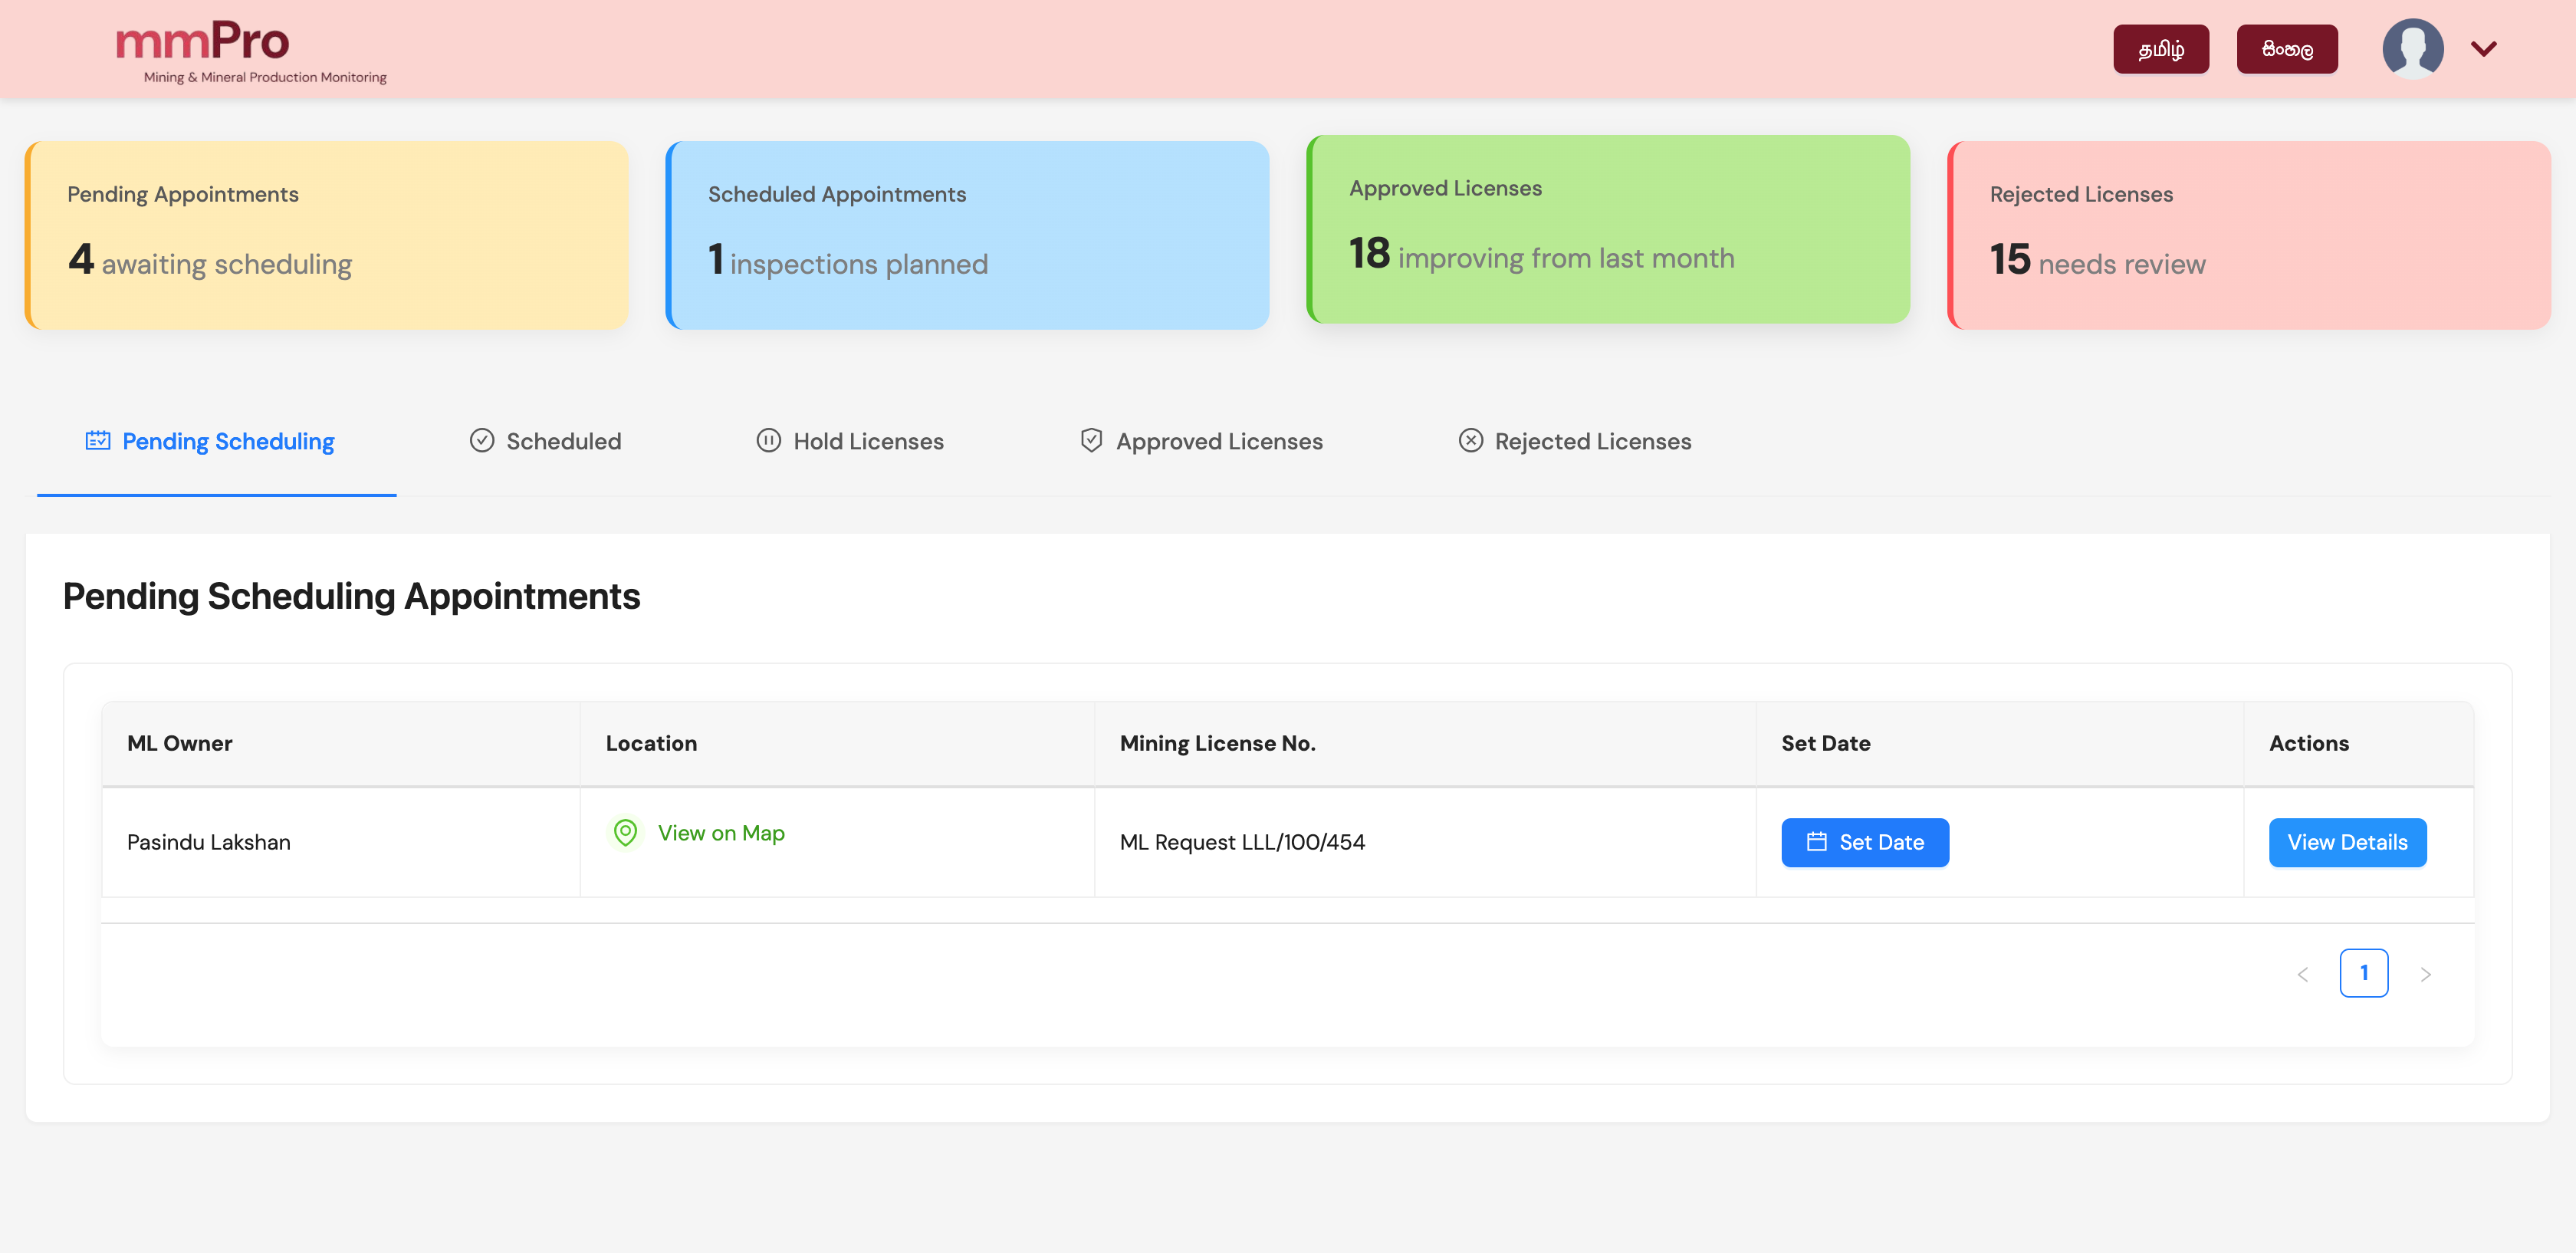 mmPro
Mining & Mineral Production Monitoring
தமிழ்
සිංහල
Pending Appointments
4 awaiting scheduling
Scheduled Appointments
1 inspections planned
Approved Licenses
18 improving from last month
Rejected Licenses
15 needs review
Pending Scheduling
Scheduled
Hold Licenses
Approved Licenses
Rejected Licenses
Pending Scheduling Appointments
ML Owner Location Mining License No. Set Date Actions
Pasindu Lakshan View on Map ML Request LLL/100/454 Set Date View Details
1